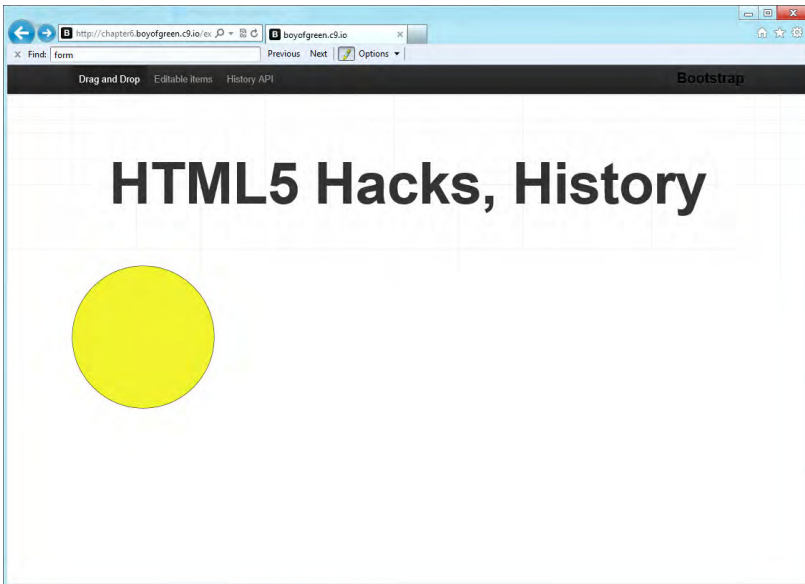 http://chapter6.boyofgreen.c9.io/ex
boyofgreen.c9.io
x Find: form Previous Next Options
Drag and Drop Editable items History API Bootstrap
HTML5 Hacks, History